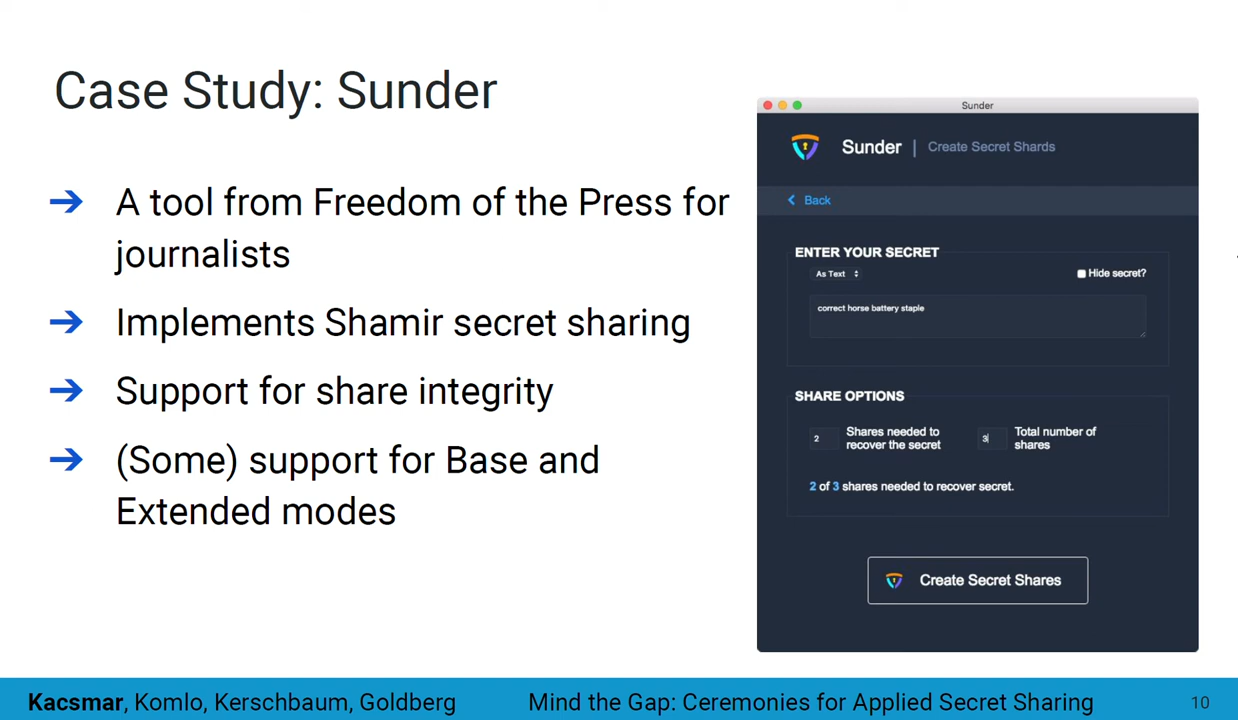 Case Study: Sunder
➔ A tool from Freedom of the Press for
journalists
➔ Implements Shamir secret sharing
➔ Support for share integrity
➔ (Some) support for Base and
Extended modes
Sunder
Sunder | Create Secret Shards
Back
ENTER YOUR SECRET
As Text
Hide secret?
correct horse battery staple
SHARE OPTIONS
2 Shares needed to
recover the secret
3 Total number of
shares
2 of 3 shares needed to recover secret.
Create Secret Shares
Kacsmar, Komlo, Kerschbaum, Goldberg
Mind the Gap: Ceremonies for Applied Secret Sharing
10